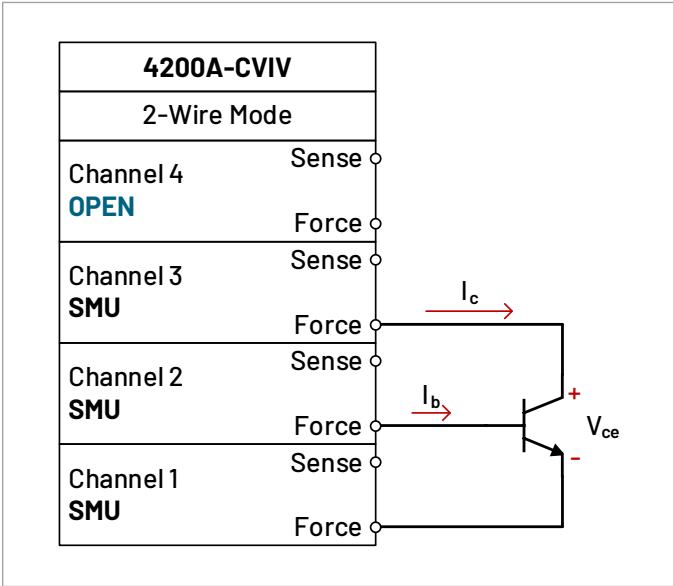 4200A-CVIV
2-Wire Mode
Sense
Channel 4
OPEN
Force
Sense
Channel 3
SMU
Force
Sense
Channel 2
SMU
Force
Sense
Channel 1
SMU
Force
Ic
Ib
+
Vce
-